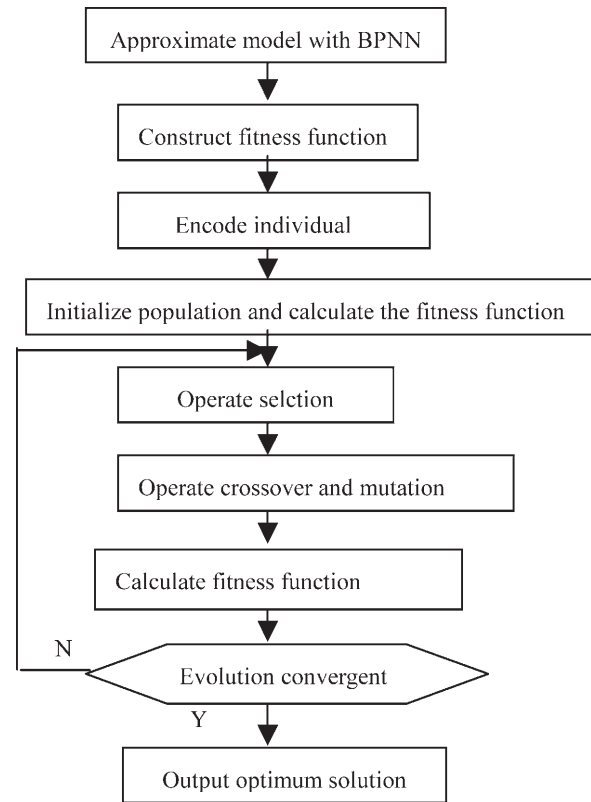 Approximate model with BPNN
Construct fitness function
Encode individual
Initialize population and calculate the fitness function
Operate selction
Operate crossover and mutation
Calculate fitness function
N
Evolution convergent
Y
Output optimum solution